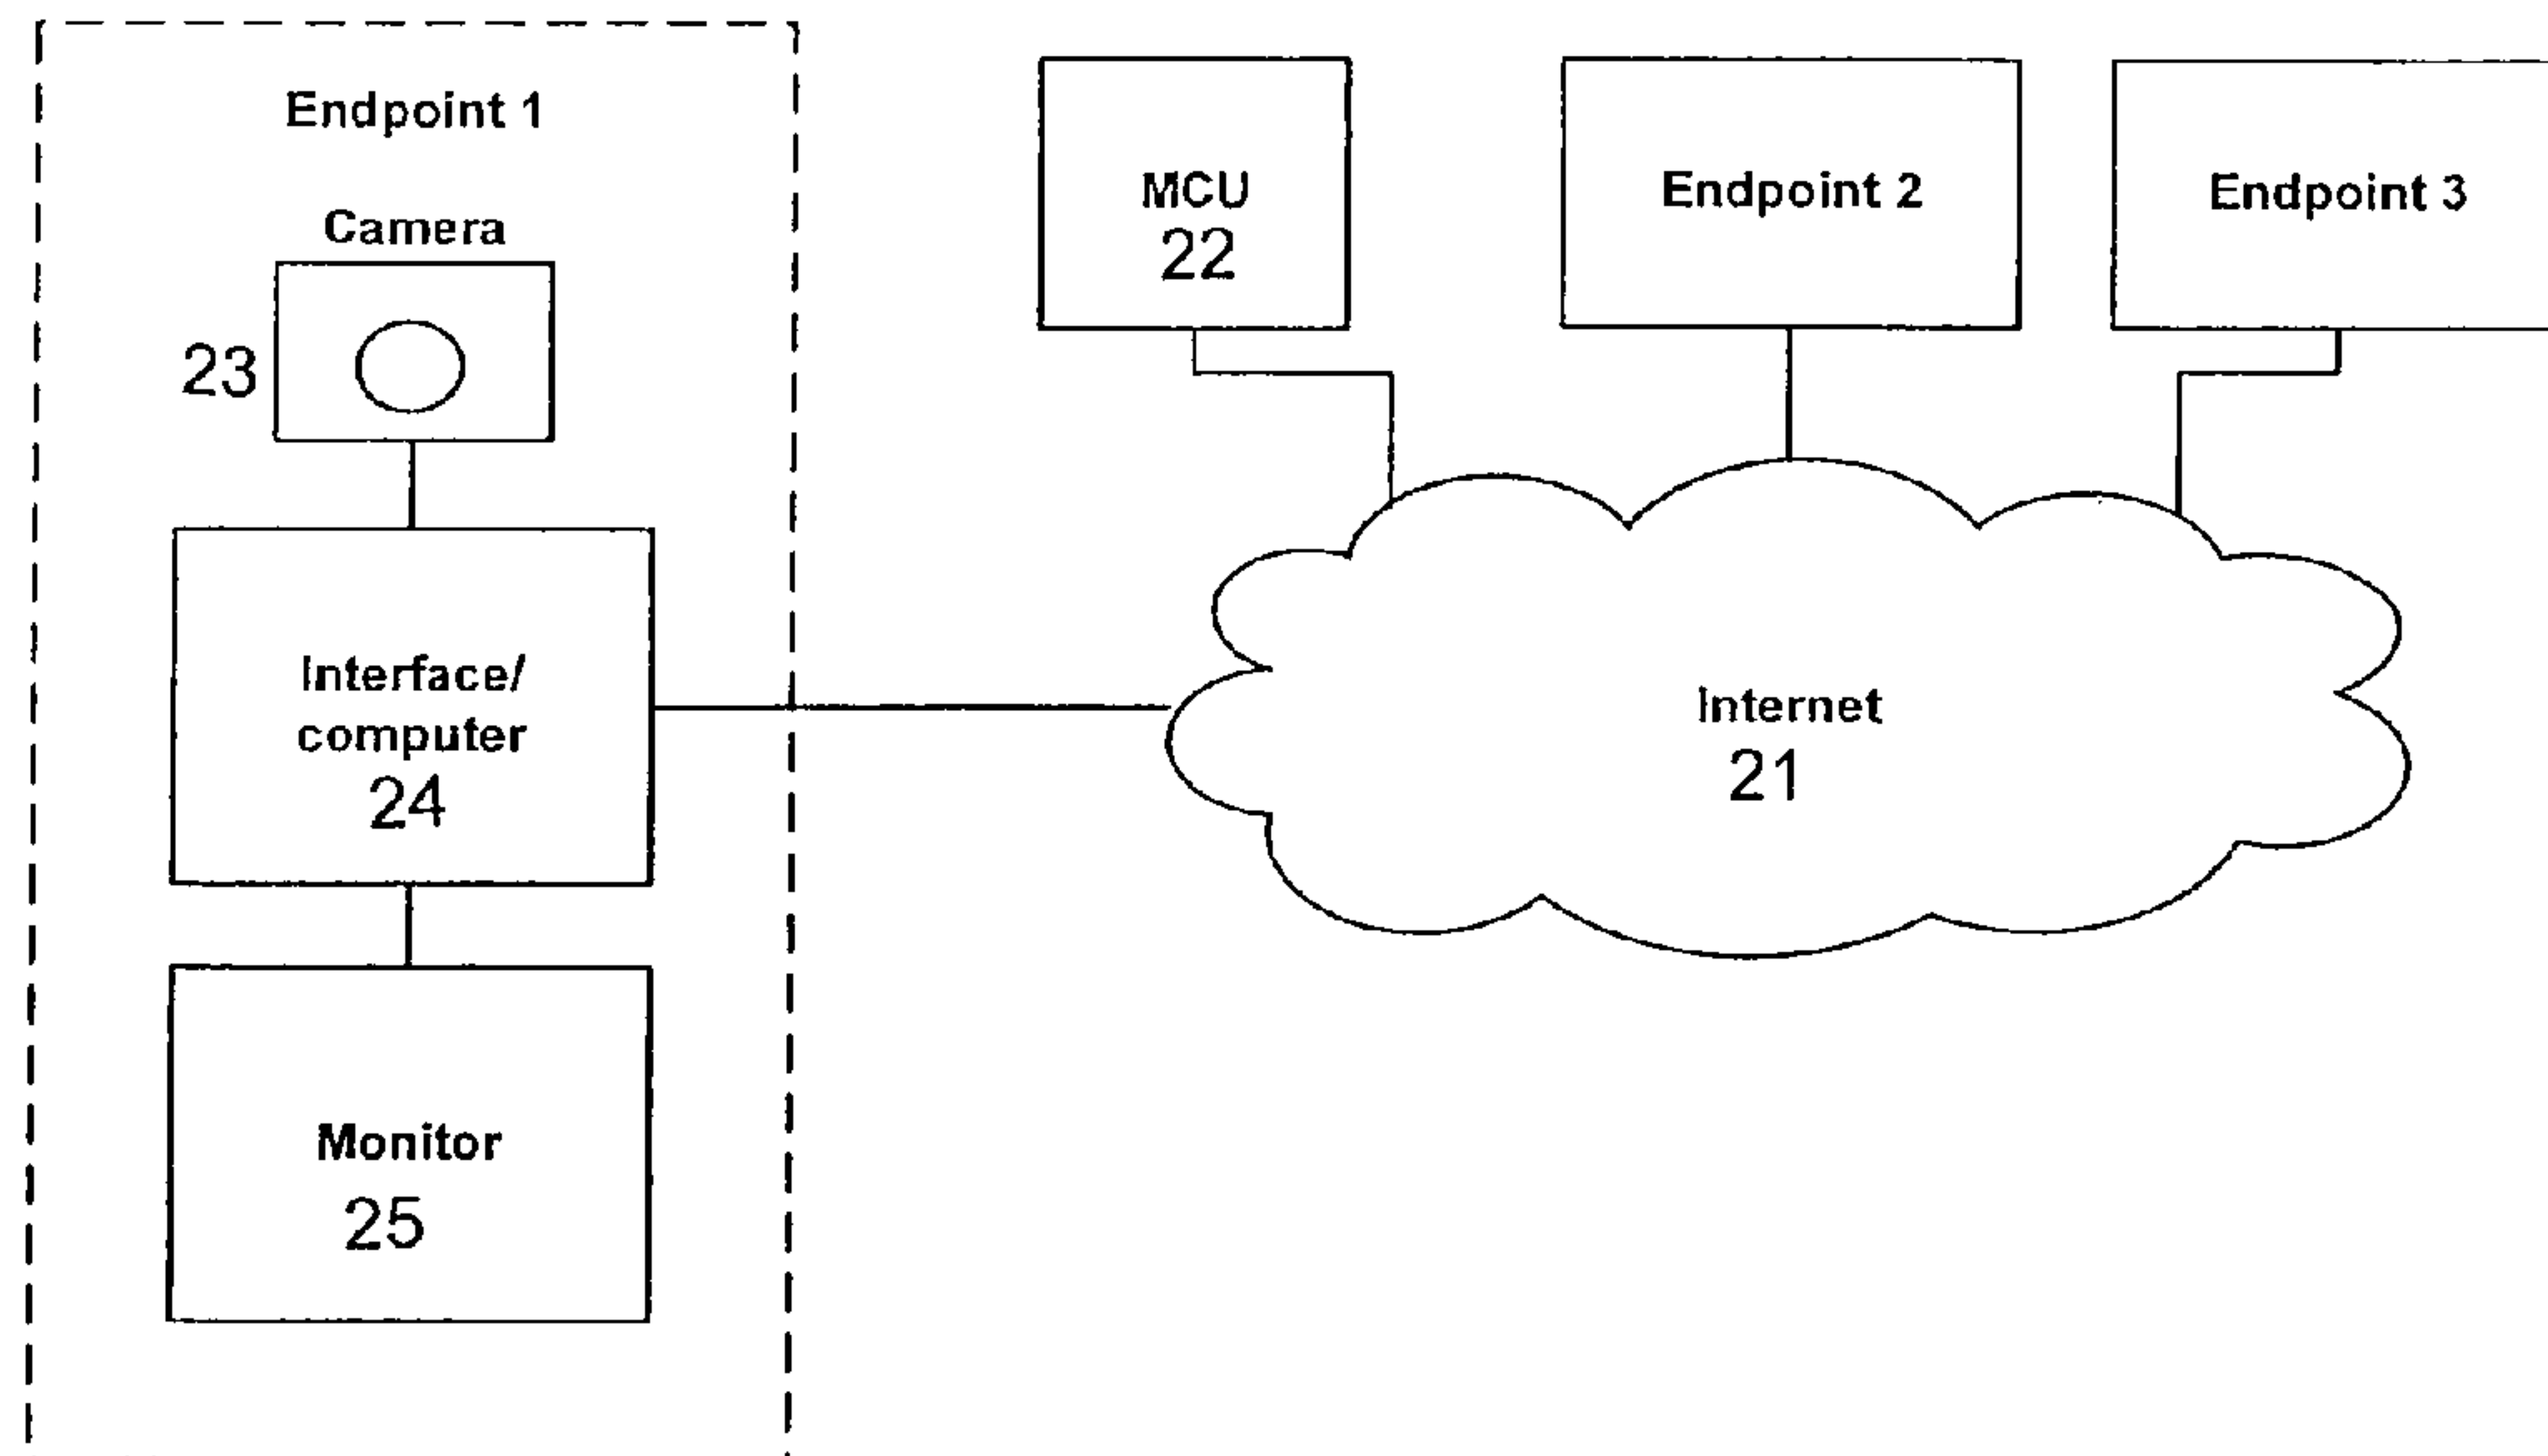 Endpoint 1
Camera
23
Interface/
computer
24
Monitor
25
MCU
22
Endpoint 2
Endpoint 3
Internet
21